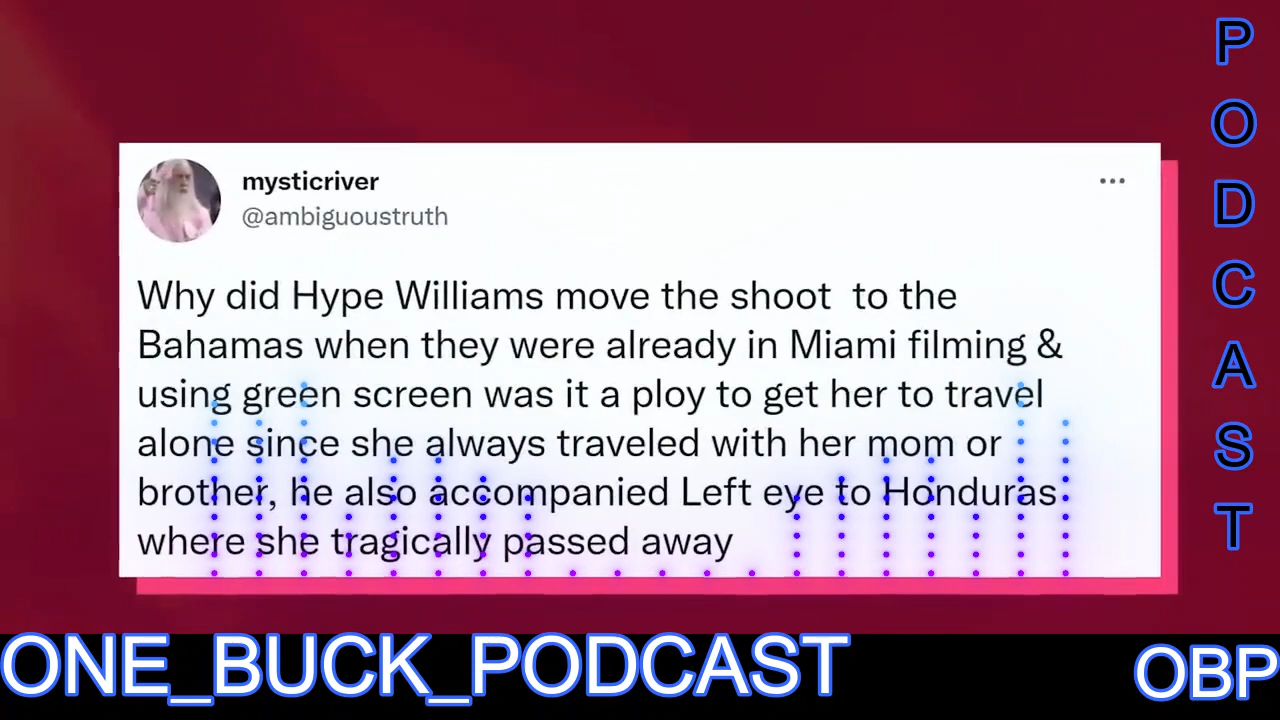 mysticriver
@ambiguoustruth
Why did Hype Williams move the shoot  to the
Bahamas when they were already in Miami filming &
using green screen was it a ploy to get her to travel
alone since she always traveled with her mom or
brother, he also accompanied Left eye to Honduras
where she tragically passed away
PODCAST
ONE_BUCK_PODCAST
OBP